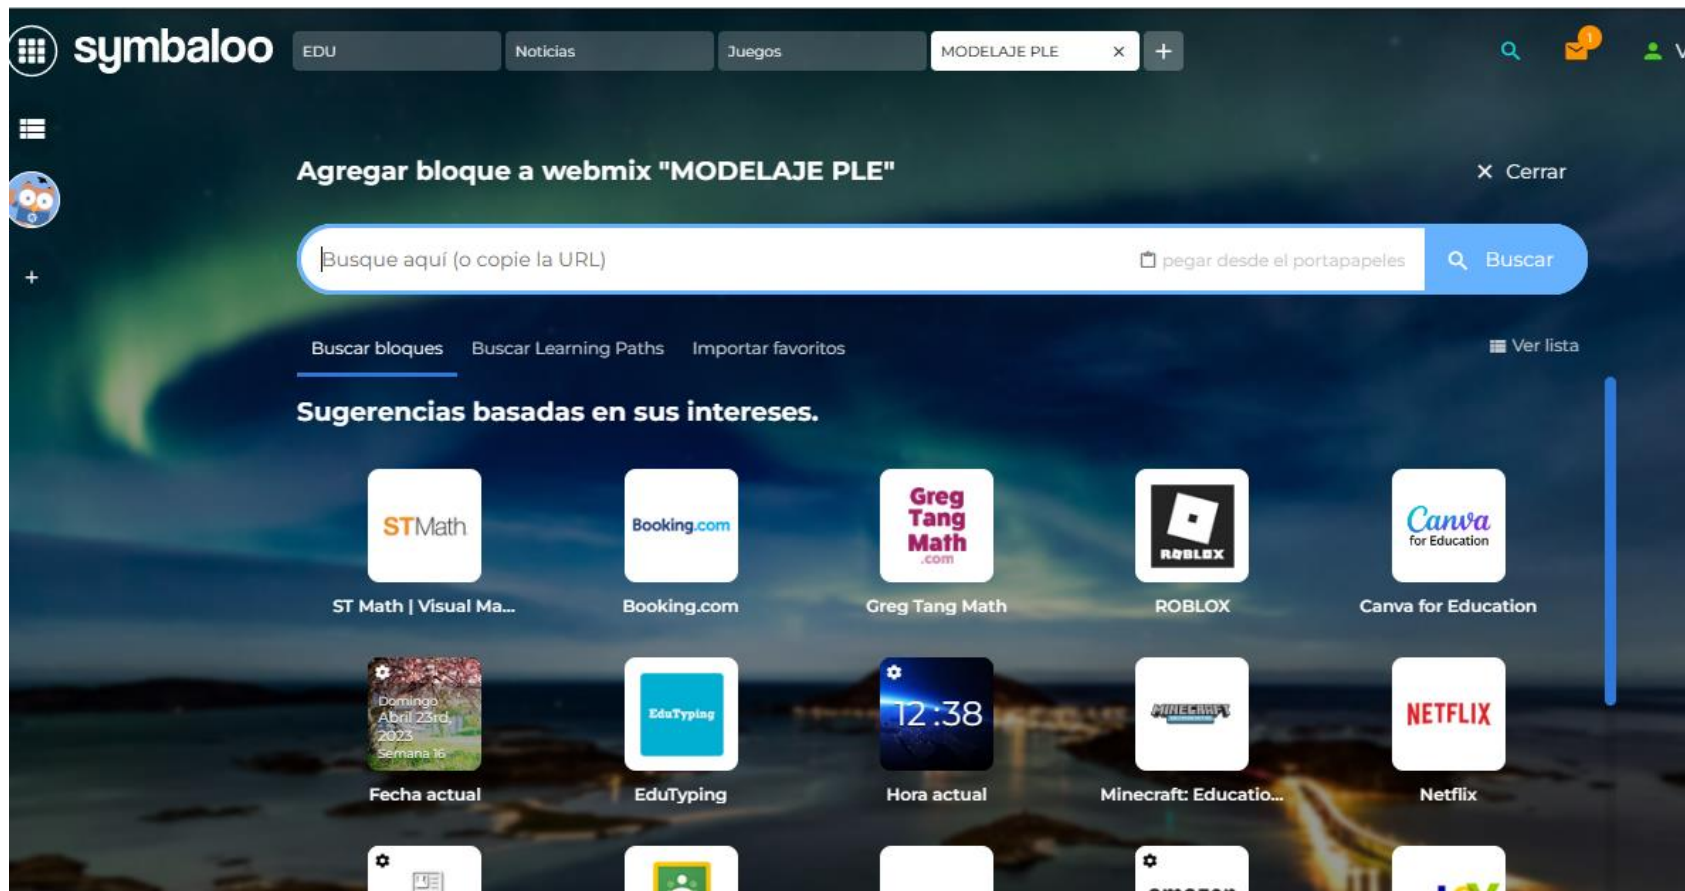 symbaloo
EDU
Noticias
Juegos
MODELAJE PLE
1
Agregar bloque a webmix "MODELAJE PLE"
Cerrar
Busque aquí (o copie la URL)
pegar desde el portapapeles
Buscar
Buscar bloques
Buscar Learning Paths
Importar favoritos
Ver lista
Sugerencias basadas en sus intereses.
STMath
Booking.com
Greg
Tang
Math
.com
ROBLOX
Canva
for Education
ST Math | Visual Ma...
Booking.com
Greg Tang Math
ROBLOX
Canva for Education
Domingo
Abril 23rd,
2023
Semana 16
EduTyping
12:38
MINECRAFT
NETFLIX
Fecha actual
EduTyping
Hora actual
Minecraft: Educatio...
Netflix